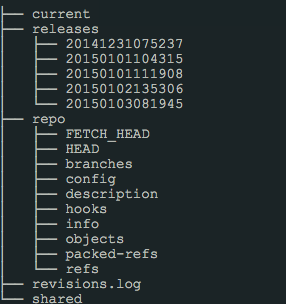 current
releases
20141231075237
20150101104315
20150101111908
20150102135306
20150103081945
repo
FETCH_HEAD
HEAD
branches
config
description
hooks
info
objects
packed-refs
refs
revisions.log
shared